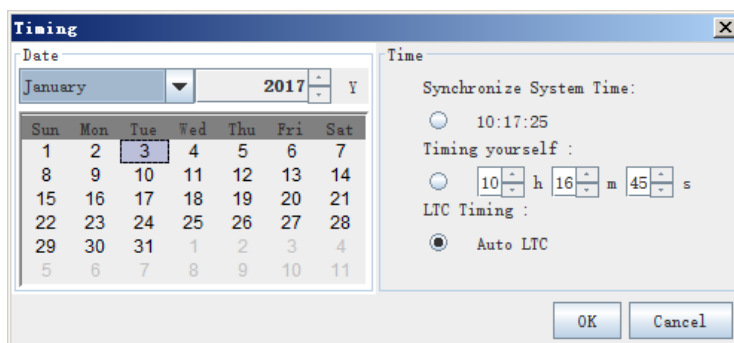 Timing
Date
January 2017 Y
Sun Mon Tue Wed Thu Fri Sat
1 2 3 4 5 6 7
8 9 10 11 12 13 14
15 16 17 18 19 20 21
22 23 24 25 26 27 28
29 30 31 1 2 3 4
5 6 7 8 9 10 11
Time
Synchronize System Time:
10:17:25
Timing yourself :
10 h 16 m 45 s
LTC Timing :
Auto LTC
OK Cancel